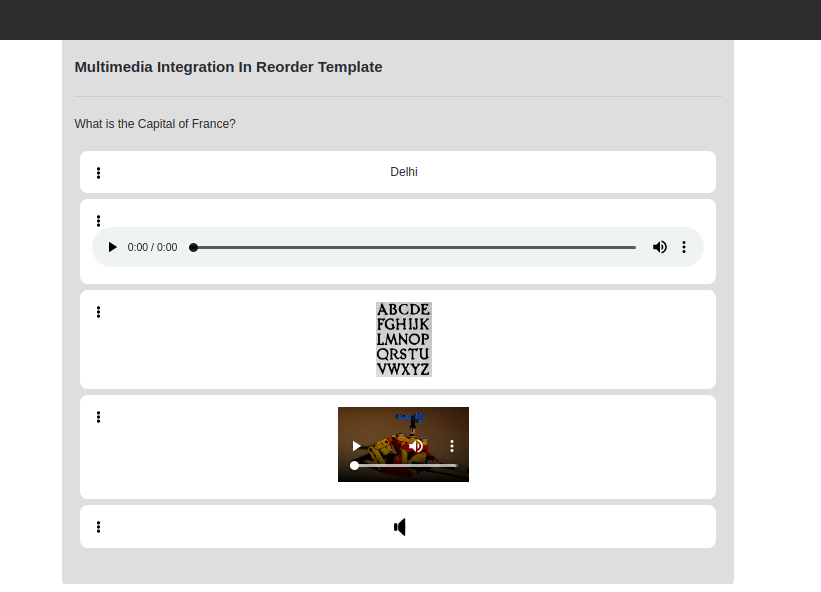 Multimedia Integration In Reorder Template
What is the Capital of France?
Delhi
0:00 / 0:00
ABCDE
FGHIJK
LMNOP
QRSTU
VWXYZ